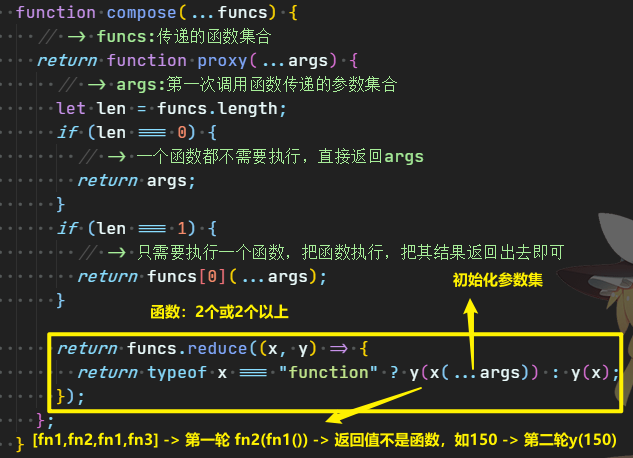 function compose(...funcs) {
// -> funcs:传递的函数集合
return function proxy(...args) {
// -> args:第一次调用函数传递的参数集合
let len = funcs.length;
if (len === 0) {
// -> 一个函数都不需要执行，直接返回args
return args;
}
if (len === 1) {
// -> 只需要执行一个函数，把函数执行，把其结果返回出去即可
return funcs[0](...args);
}
初始化参数集
函数：2个或2个以上
return funcs.reduce((x, y) => {
return typeof x === "function" ? y(x(...args)) : y(x);
});
};
}
[fn1,fn2,fn1,fn3] -> 第一轮 fn2(fn1()) -> 返回值不是函数，如150 -> 第二轮y(150)